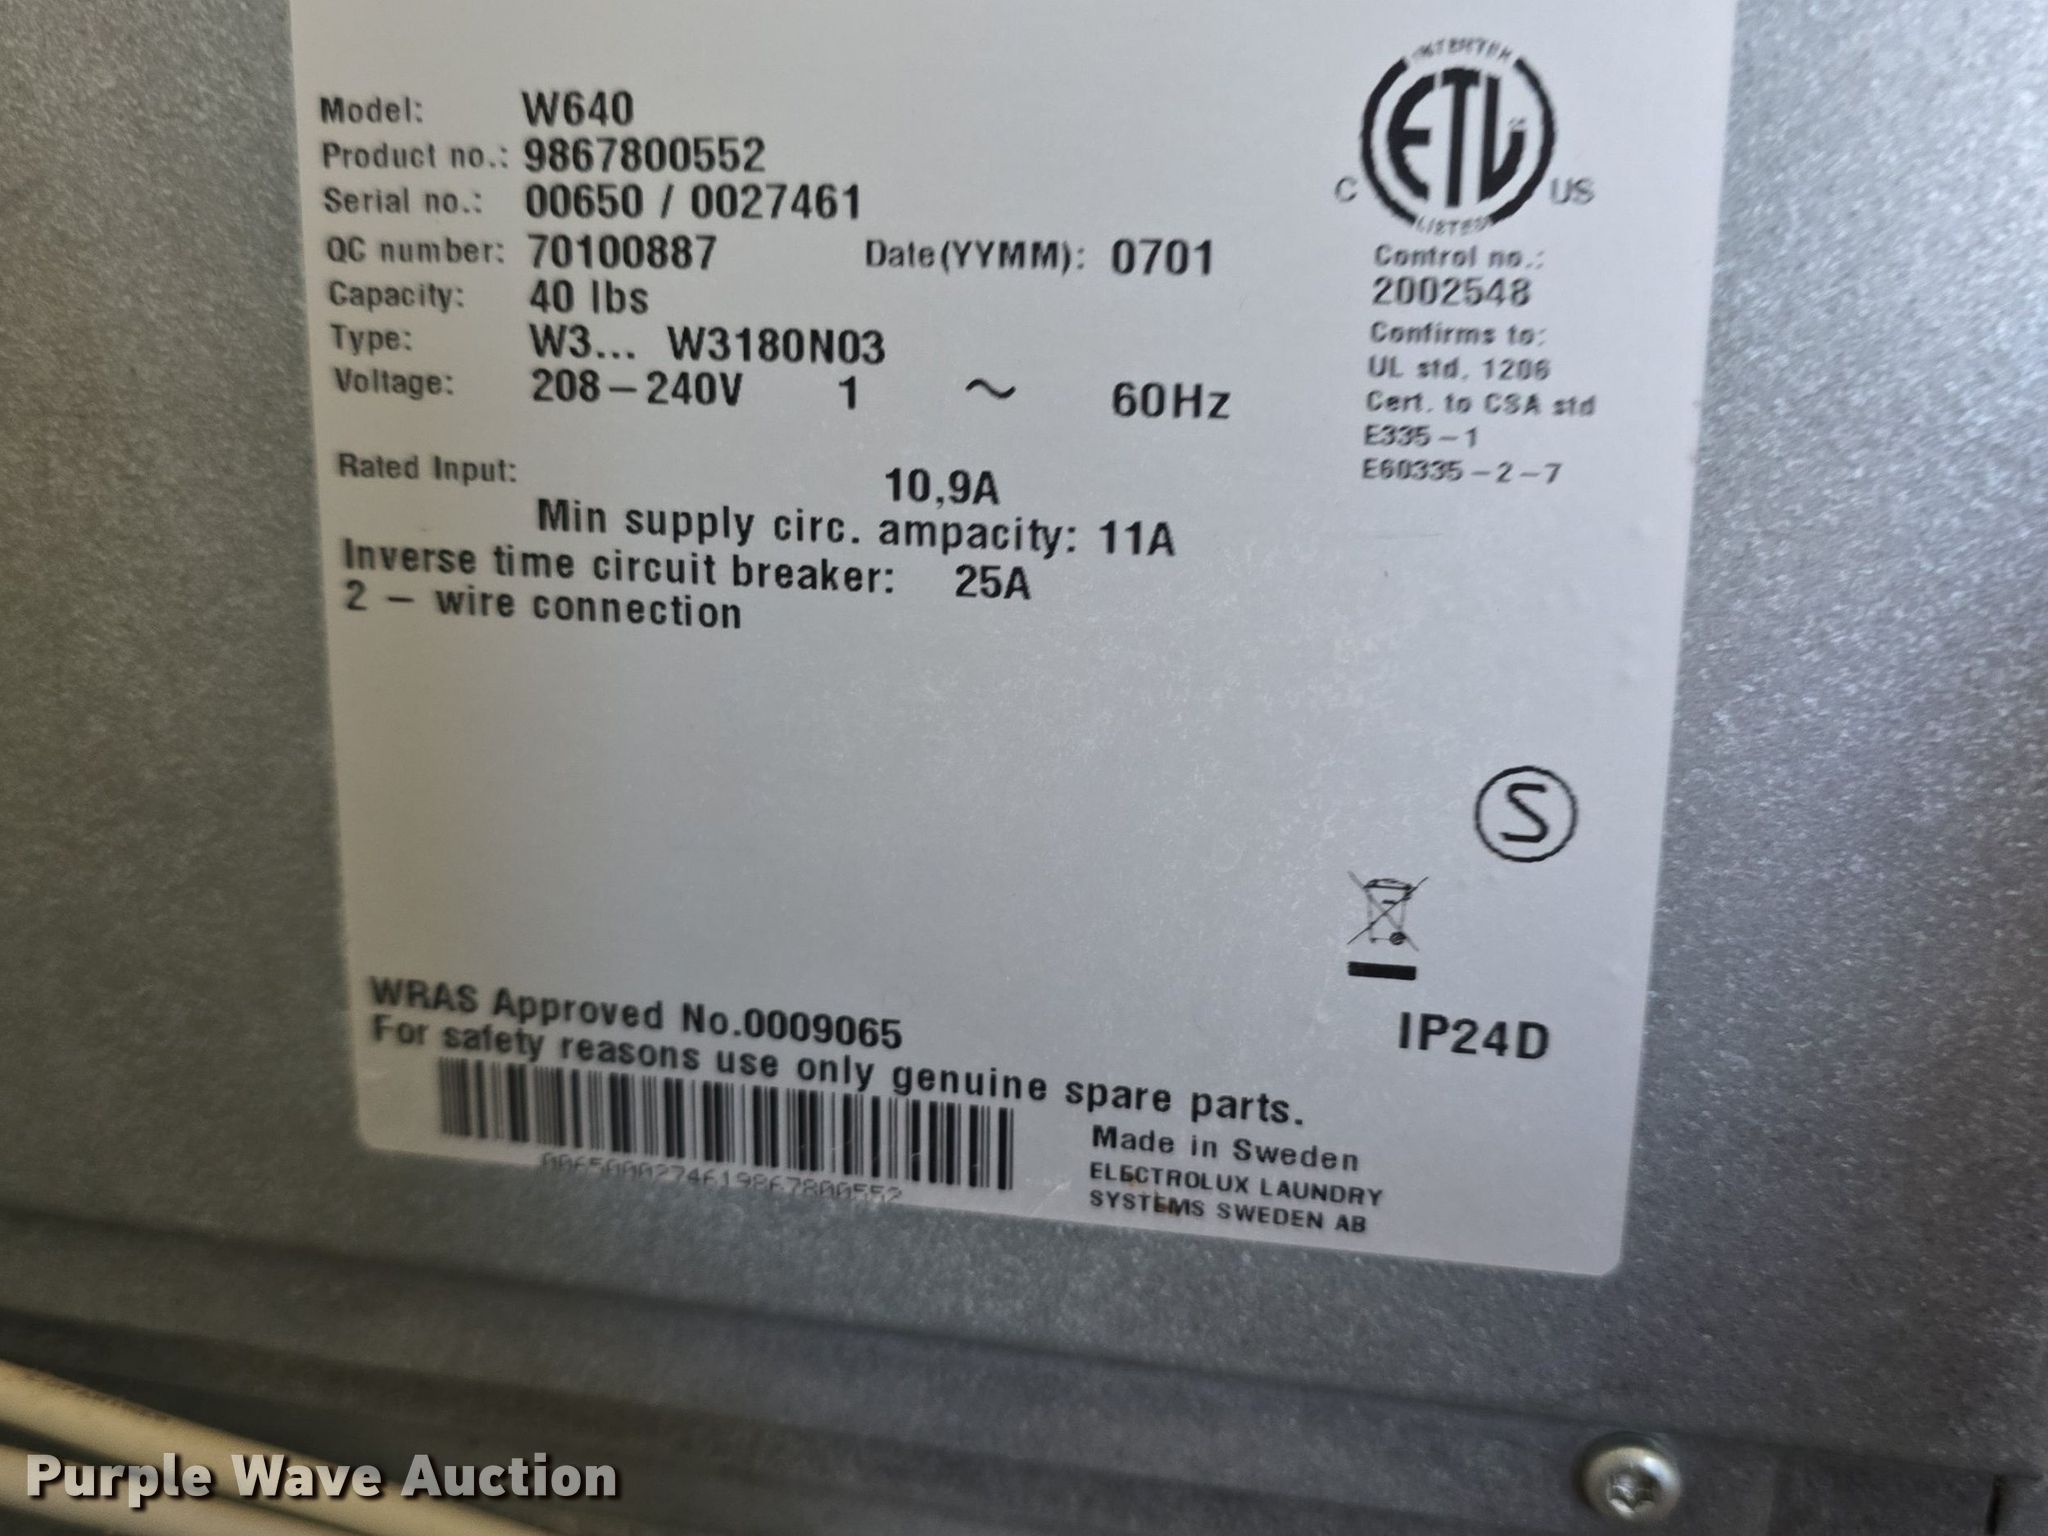 Model: W640
Product no.: 9867800552
Serial no.: 00650 / 0027461
QC number: 70100887 Date(YYMM): 0701
Capacity: 40 lbs
Type: W3... W3180N03
Voltage: 208-240V 1 ~ 60Hz
Rated Input: 10,9A
Min supply circ. ampacity: 11A
Inverse time circuit breaker: 25A
2 - wire connection
INTERTEK
ETL
C US
LISTED
Control no.:
2002548
Confirms to:
UL std. 1206
Cert. to CSA std
E335-1
E60335-2-7
S
IP24D
WRAS Approved No.0009065
For safety reasons use only genuine spare parts.
0065000274619867800552
Made in Sweden
ELECTROLUX LAUNDRY
SYSTEMS SWEDEN AB
Purple Wave Auction